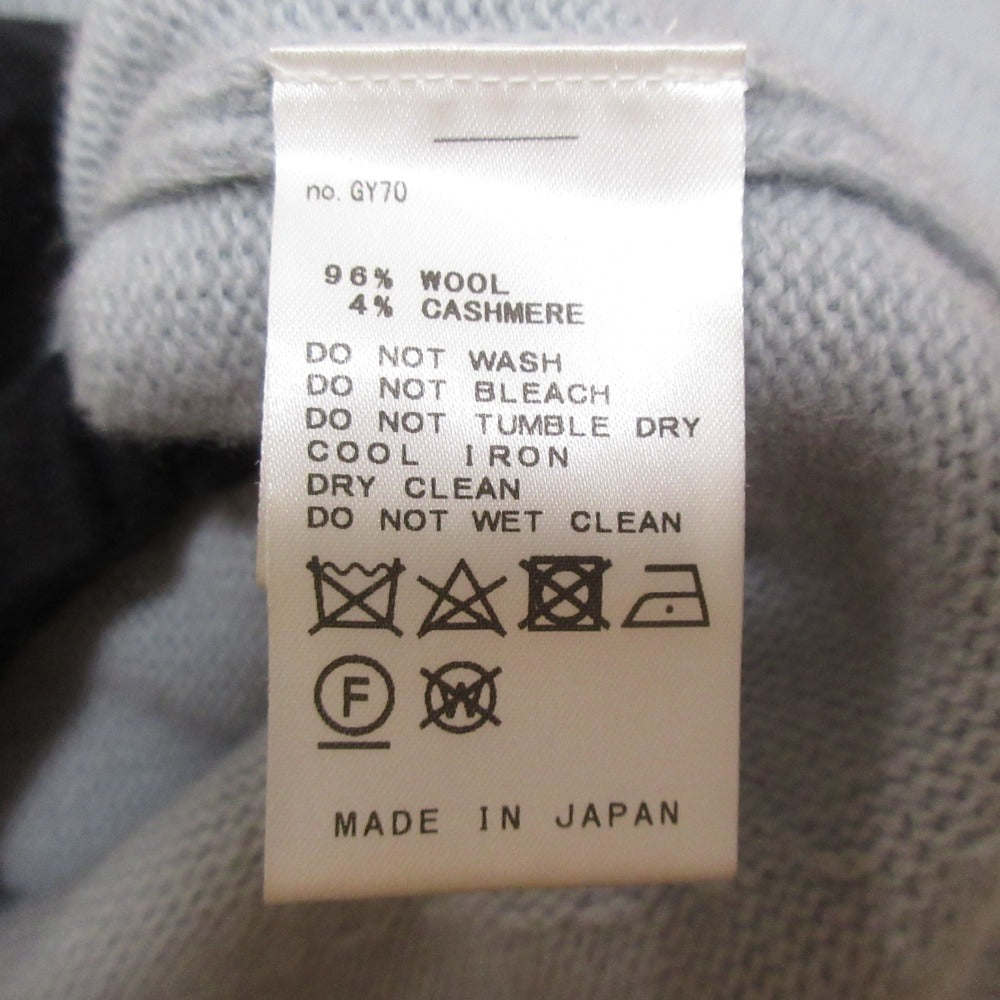 no. GY70
96% WOOL
4% CASHMERE
DO NOT WASH
DO NOT BLEACH
DO NOT TUMBLE DRY
COOL IRON
DRY CLEAN
DO NOT WET CLEAN
F W
MADE IN JAPAN